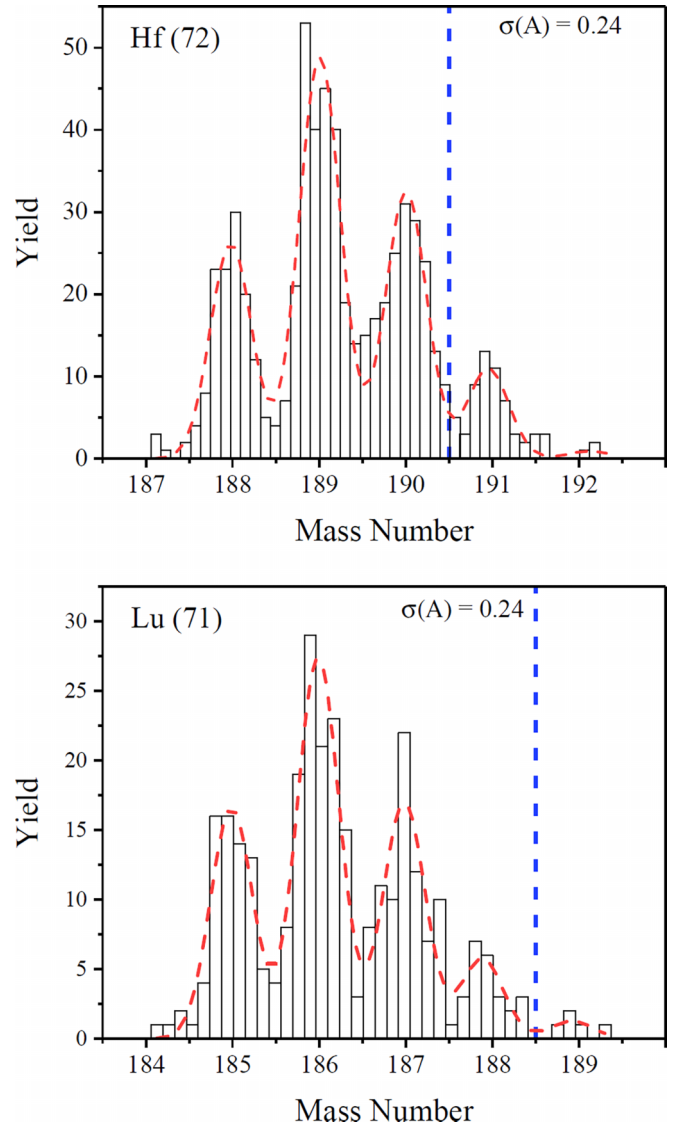 Hf (72)
σ(A) = 0.24
Yield
50
40
30
20
10
0
187 188 189 190 191 192
Mass Number
Lu (71)
σ(A) = 0.24
Yield
30
25
20
15
10
5
0
184 185 186 187 188 189
Mass Number